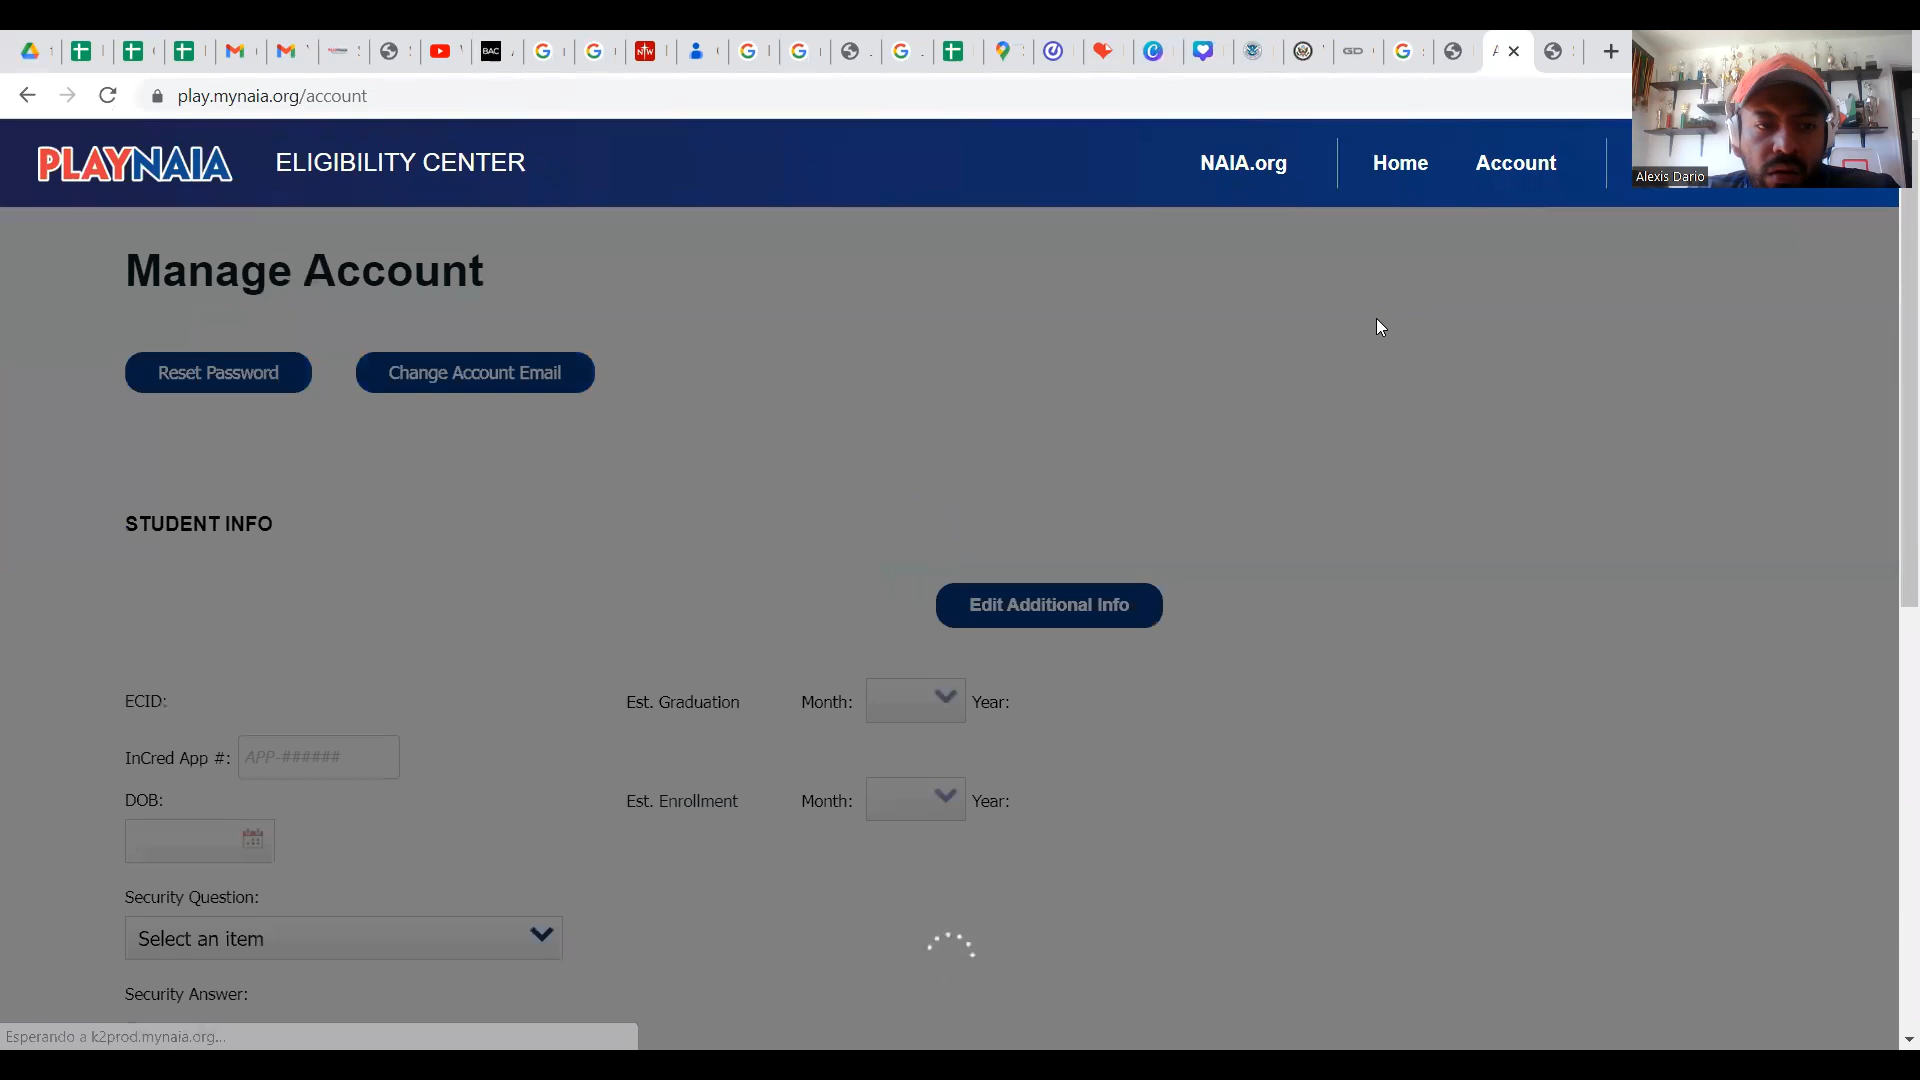 play.mynaia.org/account
PLAYNAIA ELIGIBILITY CENTER NAIA.org Home Account
Alexis Dario
Manage Account
Reset Password Change Account Email
STUDENT INFO
Edit Additional Info
ECID: Est. Graduation Month: Year:
InCred App #: APP-######
DOB: Est. Enrollment Month: Year:
Security Question:
Select an item
Security Answer:
Esperando a k2prod.mynaia.org...